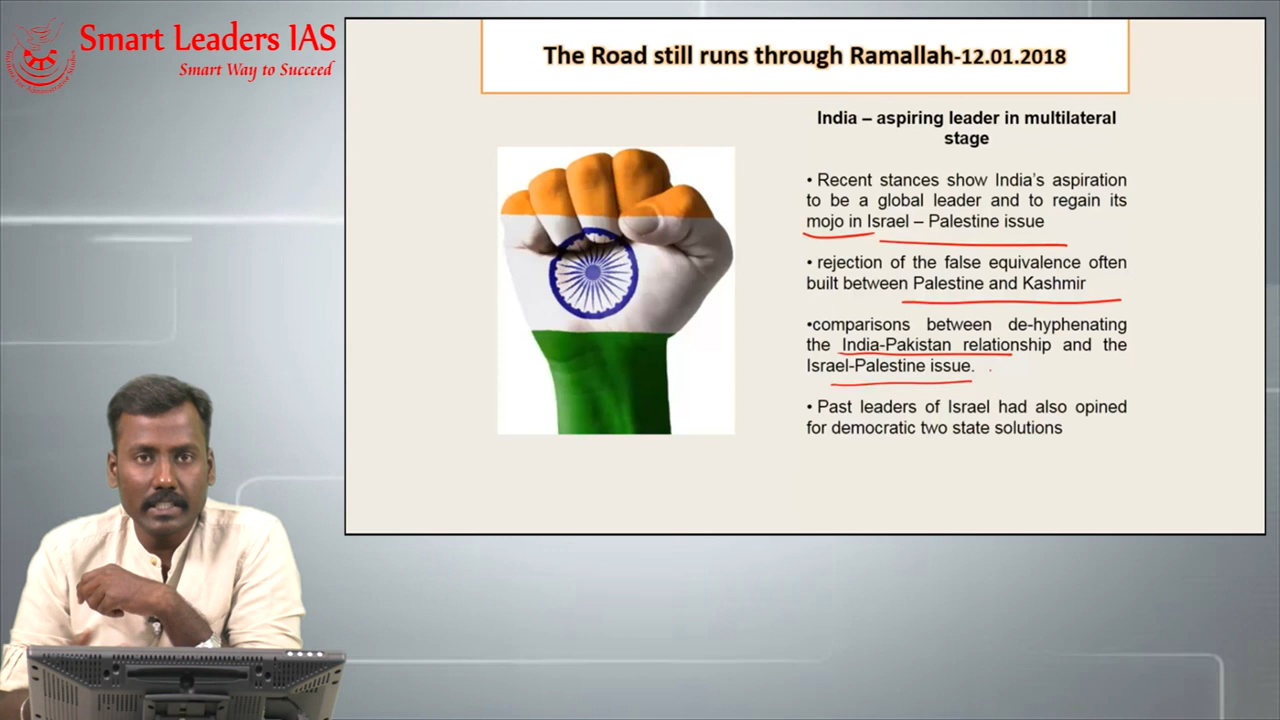 Smart Leaders IAS
Smart Way to Succeed
The Road still runs through Ramallah-12.01.2018
India – aspiring leader in multilateral
stage
• Recent stances show India's aspiration
to be a global leader and to regain its
mojo in Israel – Palestine issue
• rejection of the false equivalence often
built between Palestine and Kashmir
•comparisons between de-hyphenating
the India-Pakistan relationship and the
Israel-Palestine issue.
• Past leaders of Israel had also opined
for democratic two state solutions